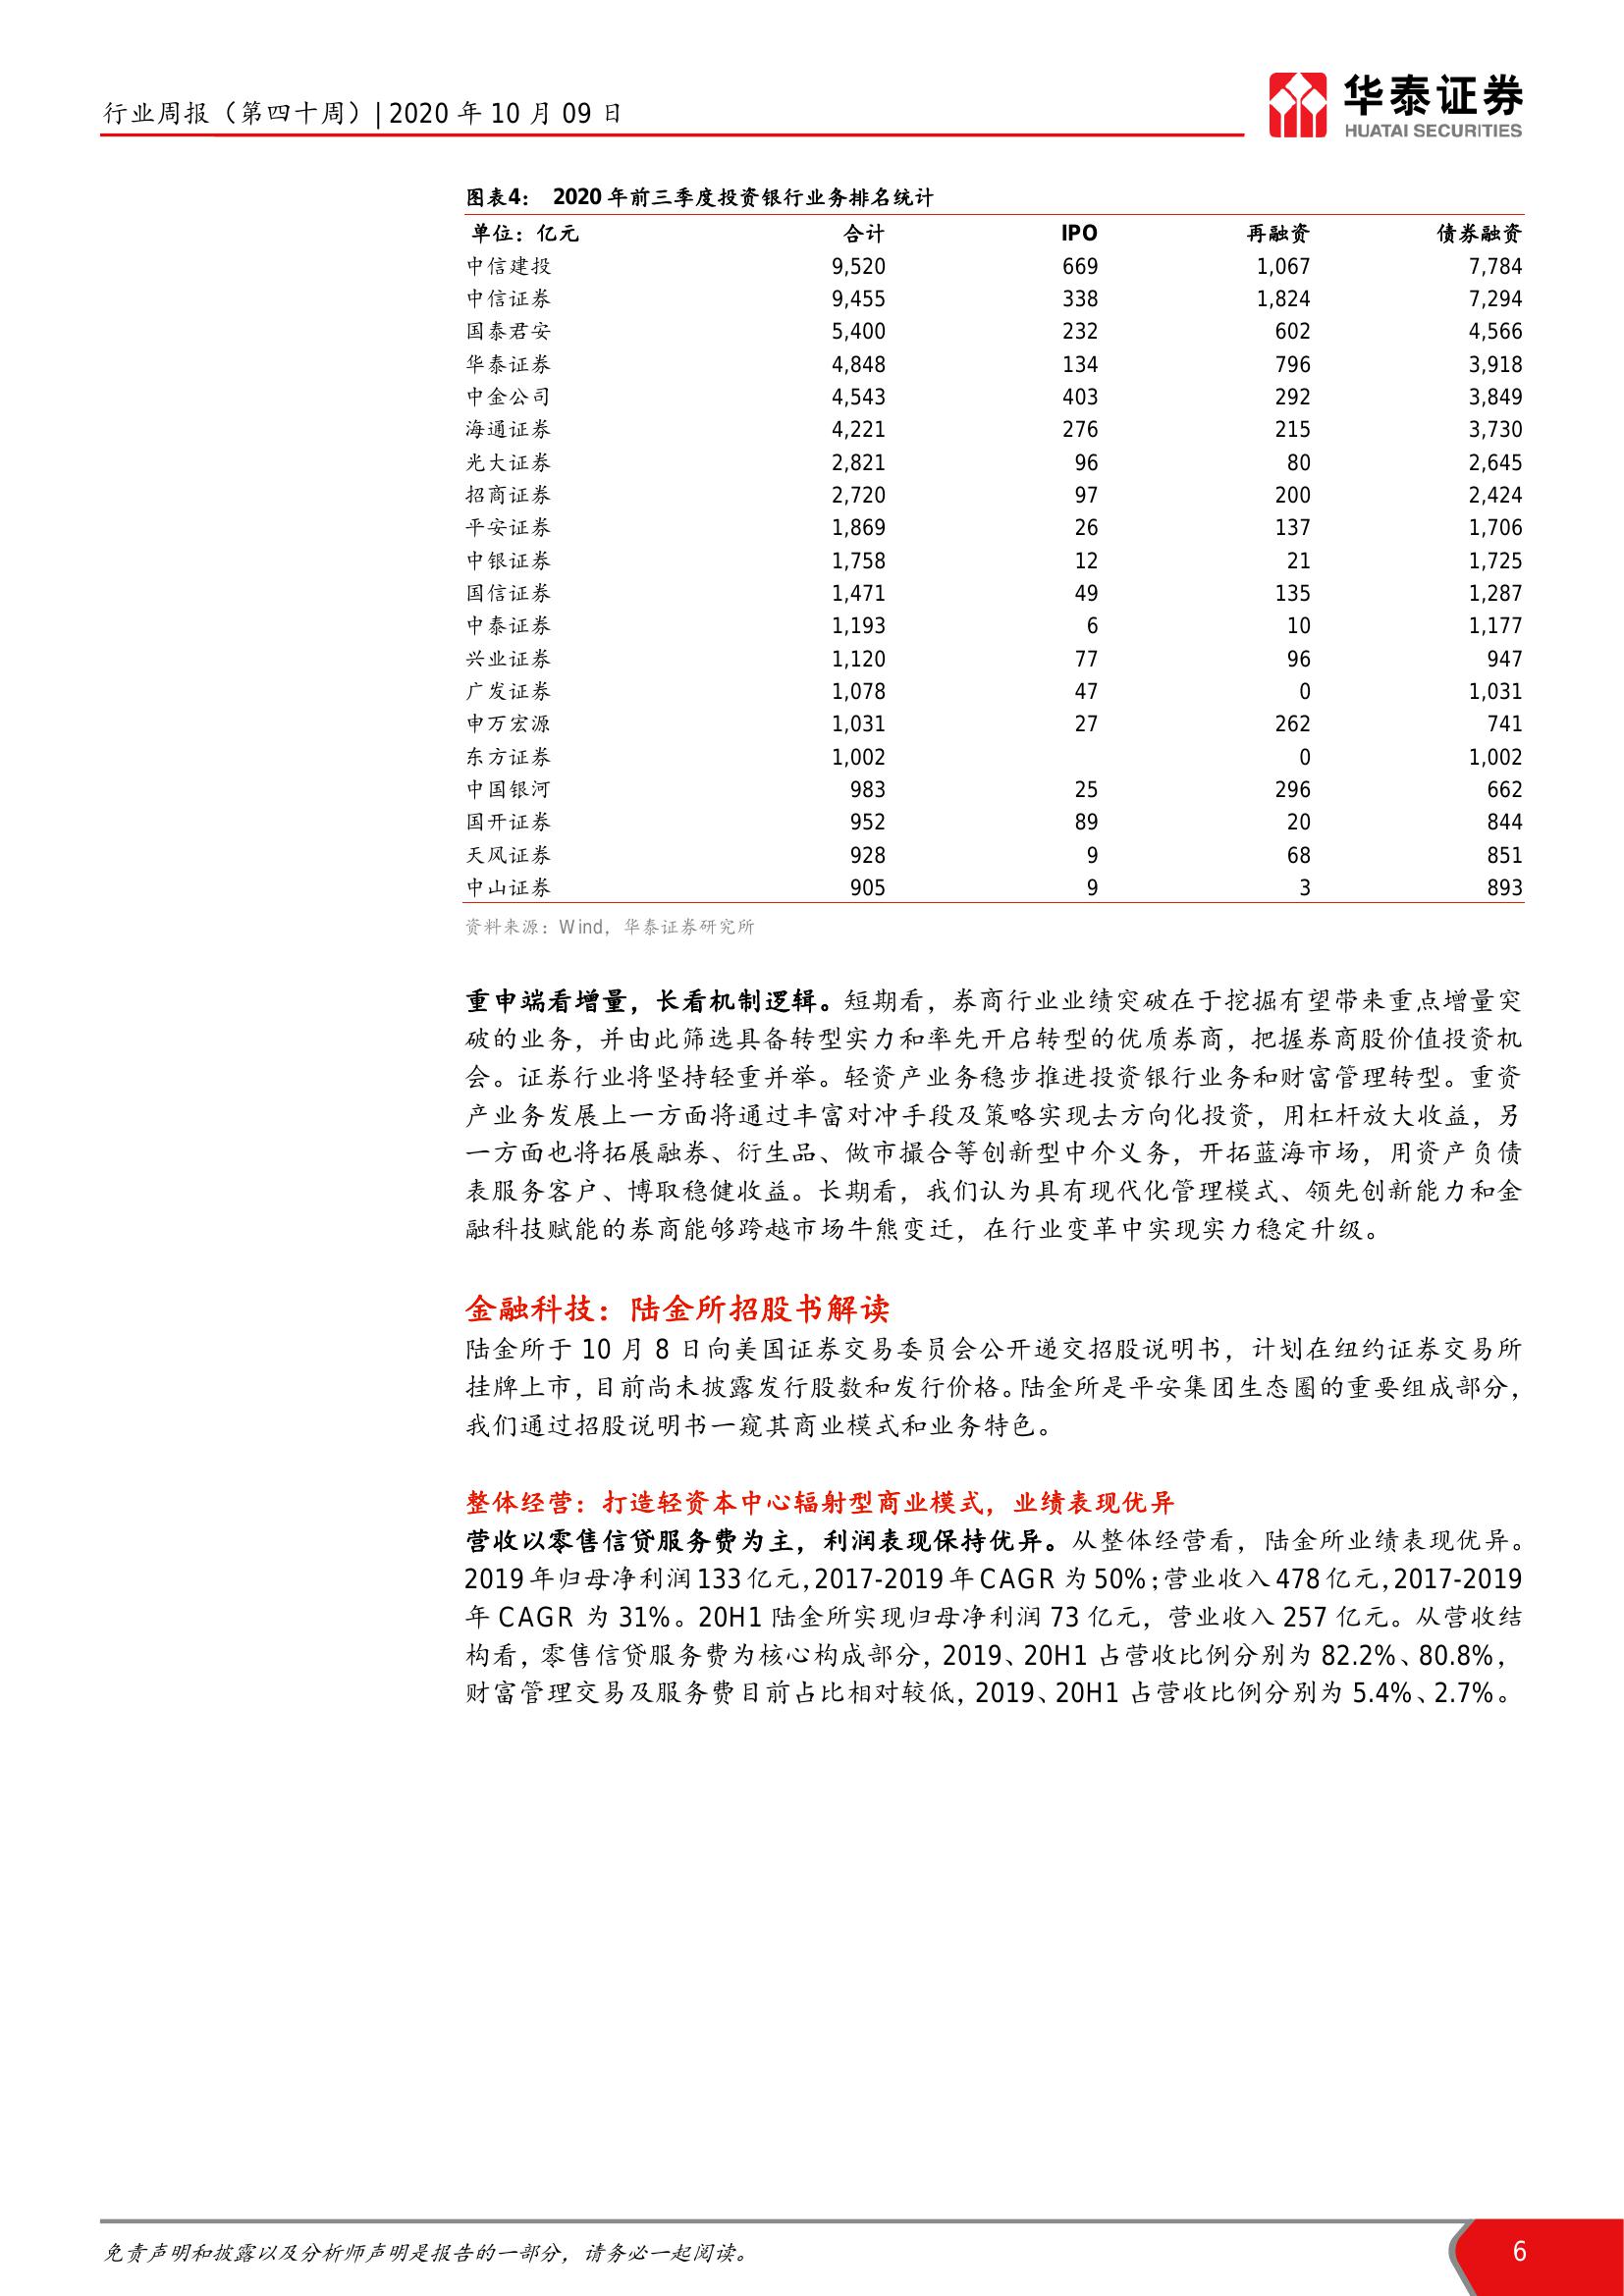 行业周报（第四十周）| 2020 年 10 月 09 日
华泰证券
HUATAI SECURITIES
图表4： 2020 年前三季度投资银行业务排名统计
单位：亿元 合计 IPO 再融资 债券融资
中信建投 9,520 669 1,067 7,784
中信证券 9,455 338 1,824 7,294
国泰君安 5,400 232 602 4,566
华泰证券 4,848 134 796 3,918
中金公司 4,543 403 292 3,849
海通证券 4,221 276 215 3,730
光大证券 2,821 96 80 2,645
招商证券 2,720 97 200 2,424
平安证券 1,869 26 137 1,706
中银证券 1,758 12 21 1,725
国信证券 1,471 49 135 1,287
中泰证券 1,193 6 10 1,177
兴业证券 1,120 77 96 947
广发证券 1,078 47 0 1,031
申万宏源 1,031 27 262 741
东方证券 1,002 0 1,002
中国银河 983 25 296 662
国开证券 952 89 20 844
天风证券 928 9 68 851
中山证券 905 9 3 893
资料来源：Wind，华泰证券研究所
重申端看增量，长看机制逻辑。短期看，券商行业业绩突破在于挖掘有望带来重点增量突
破的业务，并由此筛选具备转型实力和率先开启转型的优质券商，把握券商股价值投资机
会。证券行业将坚持轻重并举。轻资产业务稳步推进投资银行业务和财富管理转型。重资
产业务发展上一方面将通过丰富对冲手段及策略实现去方向化投资，用杠杆放大收益，另
一方面也将拓展融券、衍生品、做市撮合等创新型中介义务，开拓蓝海市场，用资产负债
表服务客户、博取稳健收益。长期看，我们认为具有现代化管理模式、领先创新能力和金
融科技赋能的券商能够跨越市场牛熊变迁，在行业变革中实现实力稳定升级。
金融科技：陆金所招股书解读
陆金所于 10 月 8 日向美国证券交易委员会公开递交招股说明书，计划在纽约证券交易所
挂牌上市，目前尚未披露发行股数和发行价格。陆金所是平安集团生态圈的重要组成部分，
我们通过招股说明书一窥其商业模式和业务特色。
整体经营：打造轻资本中心辐射型商业模式，业绩表现优异
营收以零售信贷服务费为主，利润表现保持优异。从整体经营看，陆金所业绩表现优异。
2019 年归母净利润 133 亿元，2017-2019 年 CAGR 为 50%；营业收入 478 亿元，2017-2019
年 CAGR 为 31%。20H1 陆金所实现归母净利润 73 亿元，营业收入 257 亿元。从营收结
构看，零售信贷服务费为核心构成部分，2019、20H1 占营收比例分别为 82.2%、80.8%，
财富管理交易及服务费目前占比相对较低，2019、20H1 占营收比例分别为 5.4%、2.7%。
免责声明和披露以及分析师声明是报告的一部分，请务必一起阅读。
6